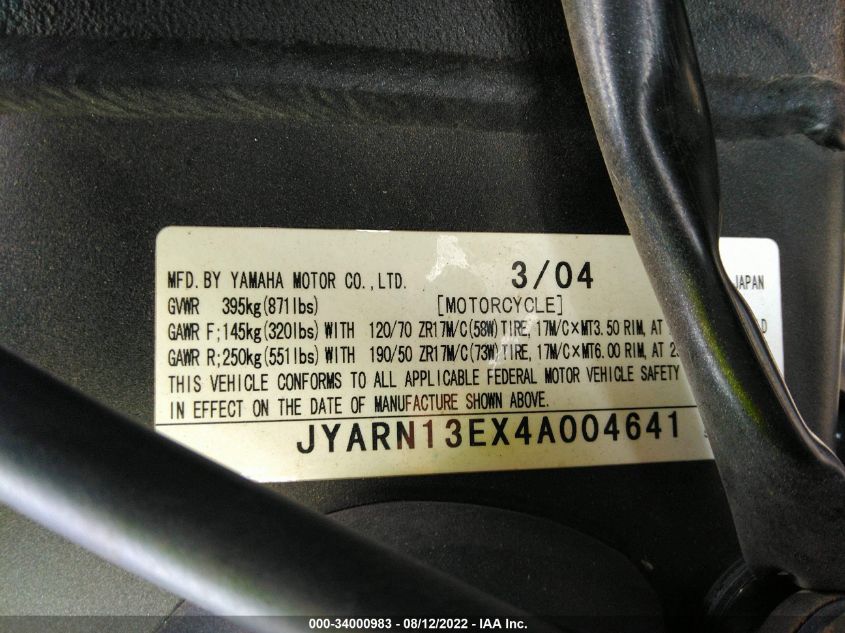 MFD. BY YAMAHA MOTOR CO., LTD. 3/04 JAPAN
GVWR 395kg(871lbs) [MOTORCYCLE]
GAWR F;145kg(320lbs) WITH 120/70 ZR17M/C(58W)TIRE, 17M/C×MT3.50 RIM, AT D
GAWR R;250kg(551lbs) WITH 190/50 ZR17M/C(73W)TIRE, 17M/C×MT6.00 RIM, AT 2
THIS VEHICLE CONFORMS TO ALL APPLICABLE FEDERAL MOTOR VEHICLE SAFETY
IN EFFECT ON THE DATE OF MANUFACTURE SHOWN ABOVE.
JYARN13EX4A004641
000-34000983 - 08/12/2022 - IAA Inc.